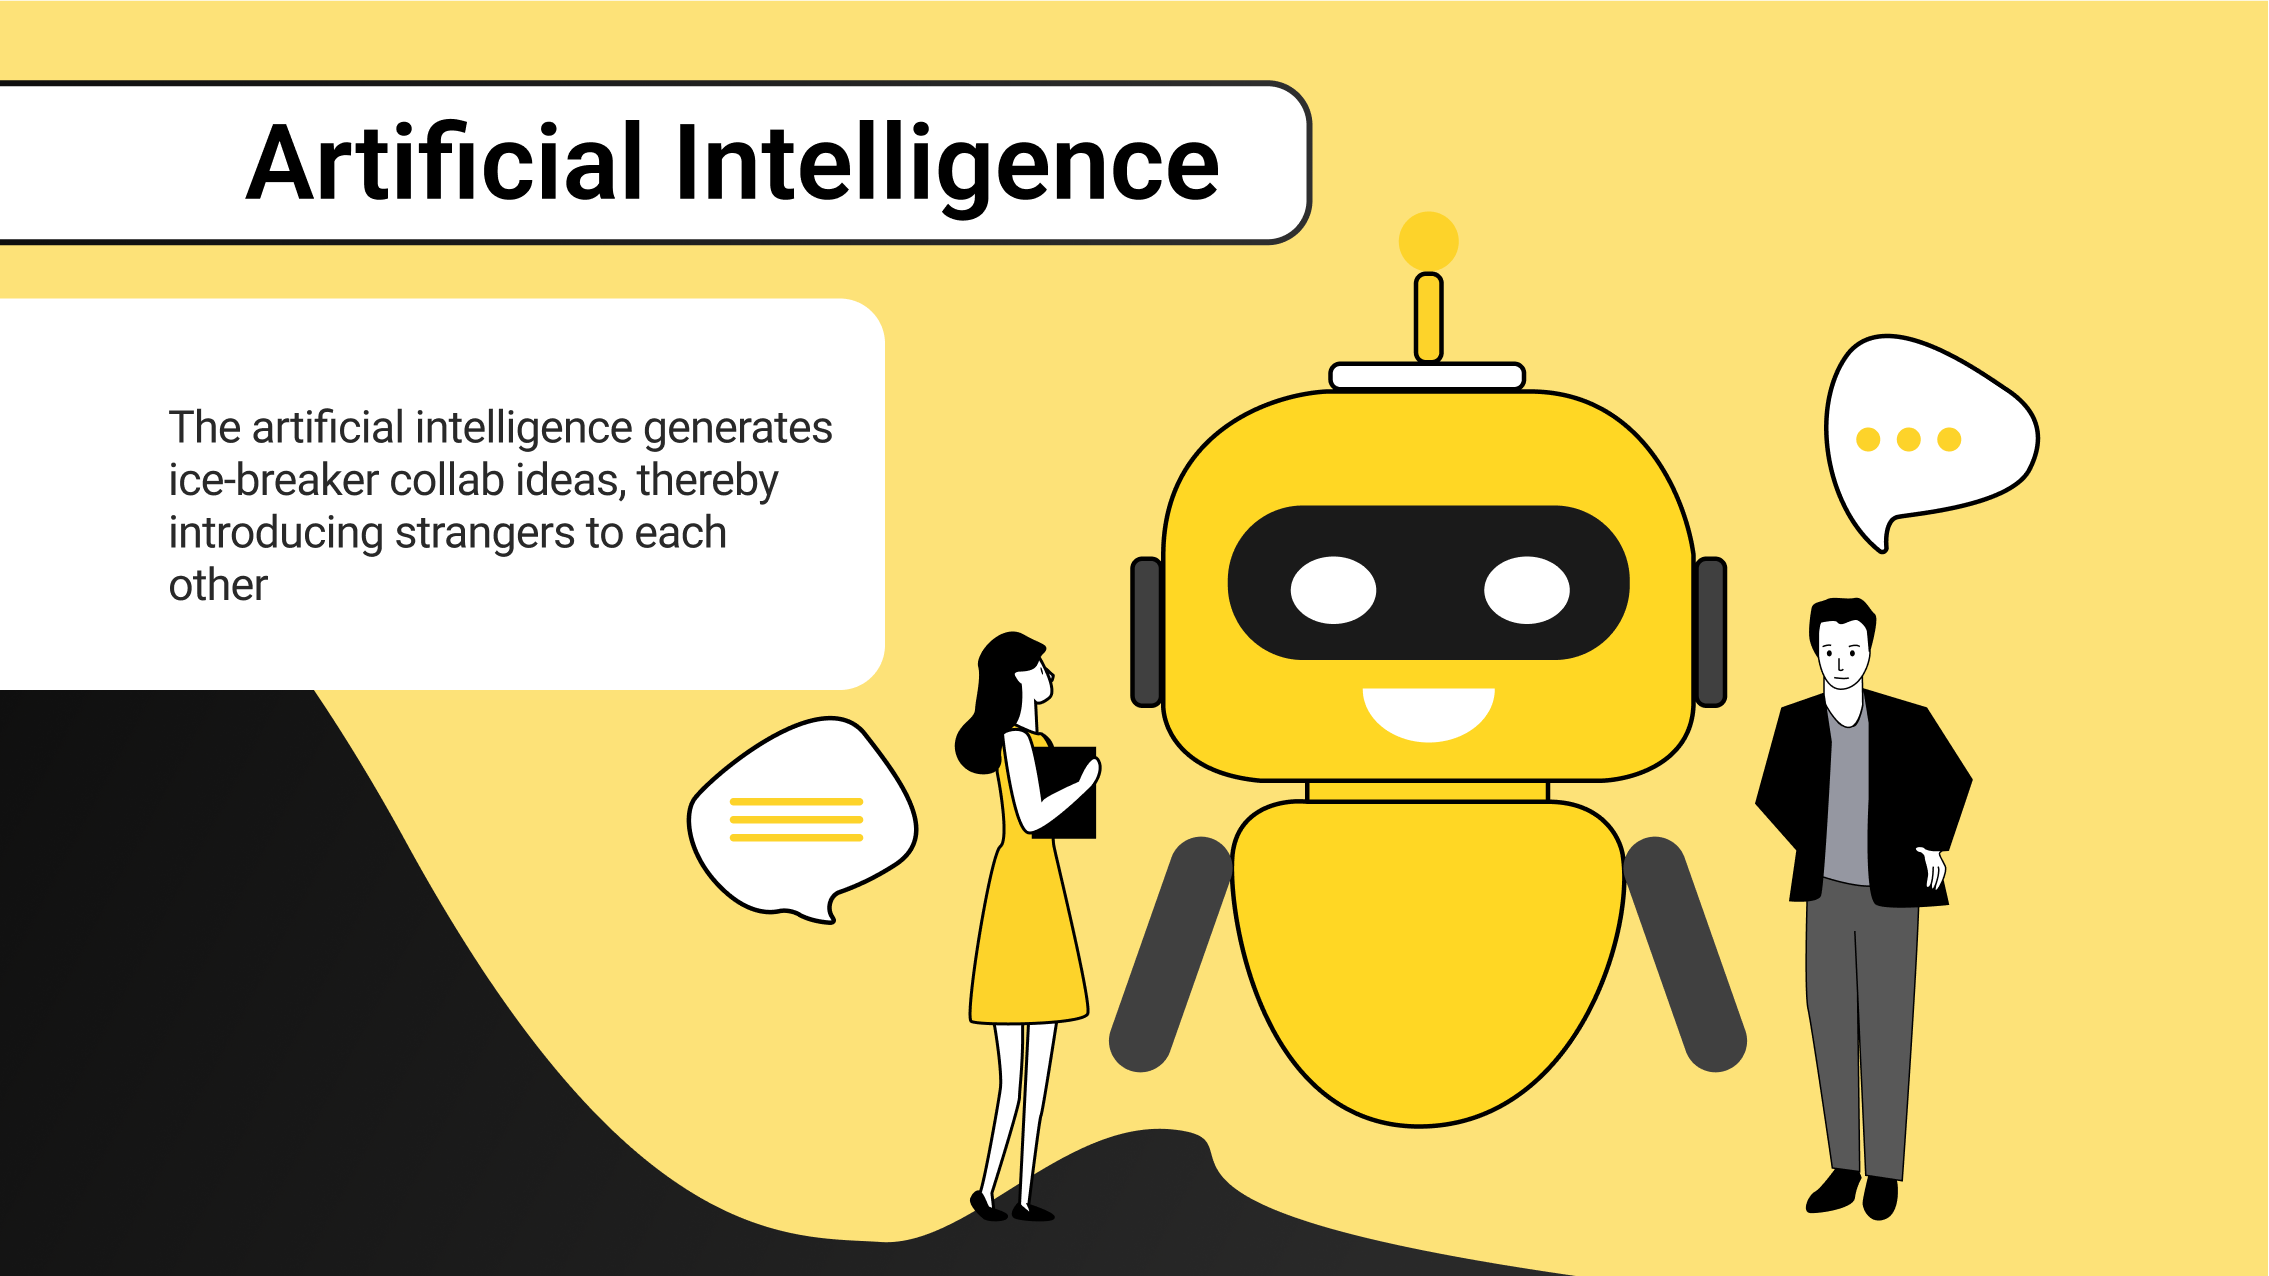 Artificial Intelligence
The artificial intelligence generates
ice-breaker collab ideas, thereby
introducing strangers to each
other